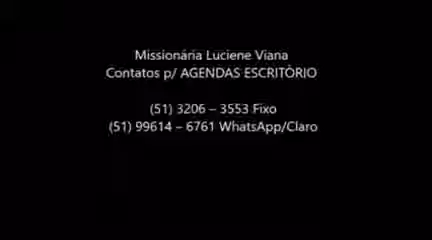 Missionária Luciene Viana
Contatos p/ AGENDAS ESCRITÒRIO
(51) 3206 – 3553 Fixo
(51) 99614 – 6761 WhatsApp/Claro